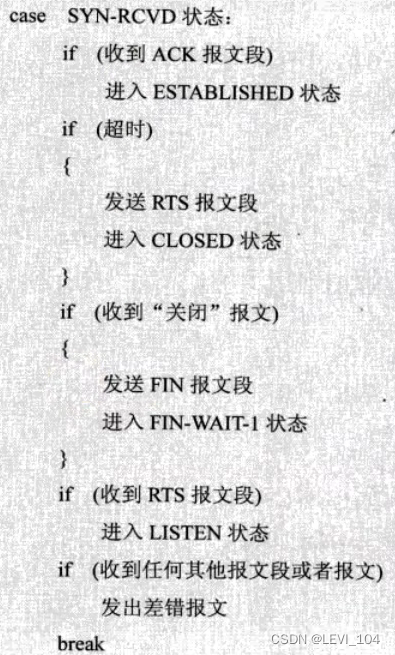 case SYN-RCVD 状态:
if (收到 ACK 报文段)
进入 ESTABLISHED 状态
if (超时)
{
发送 RTS 报文段
进入 CLOSED 状态
}
if (收到“关闭”报文)
{
发送 FIN 报文段
进入 FIN-WAIT-1 状态
}
if (收到 RTS 报文段)
进入 LISTEN 状态
if (收到任何其他报文段或者报文)
发出差错报文
break
CSDN @LEVI_104